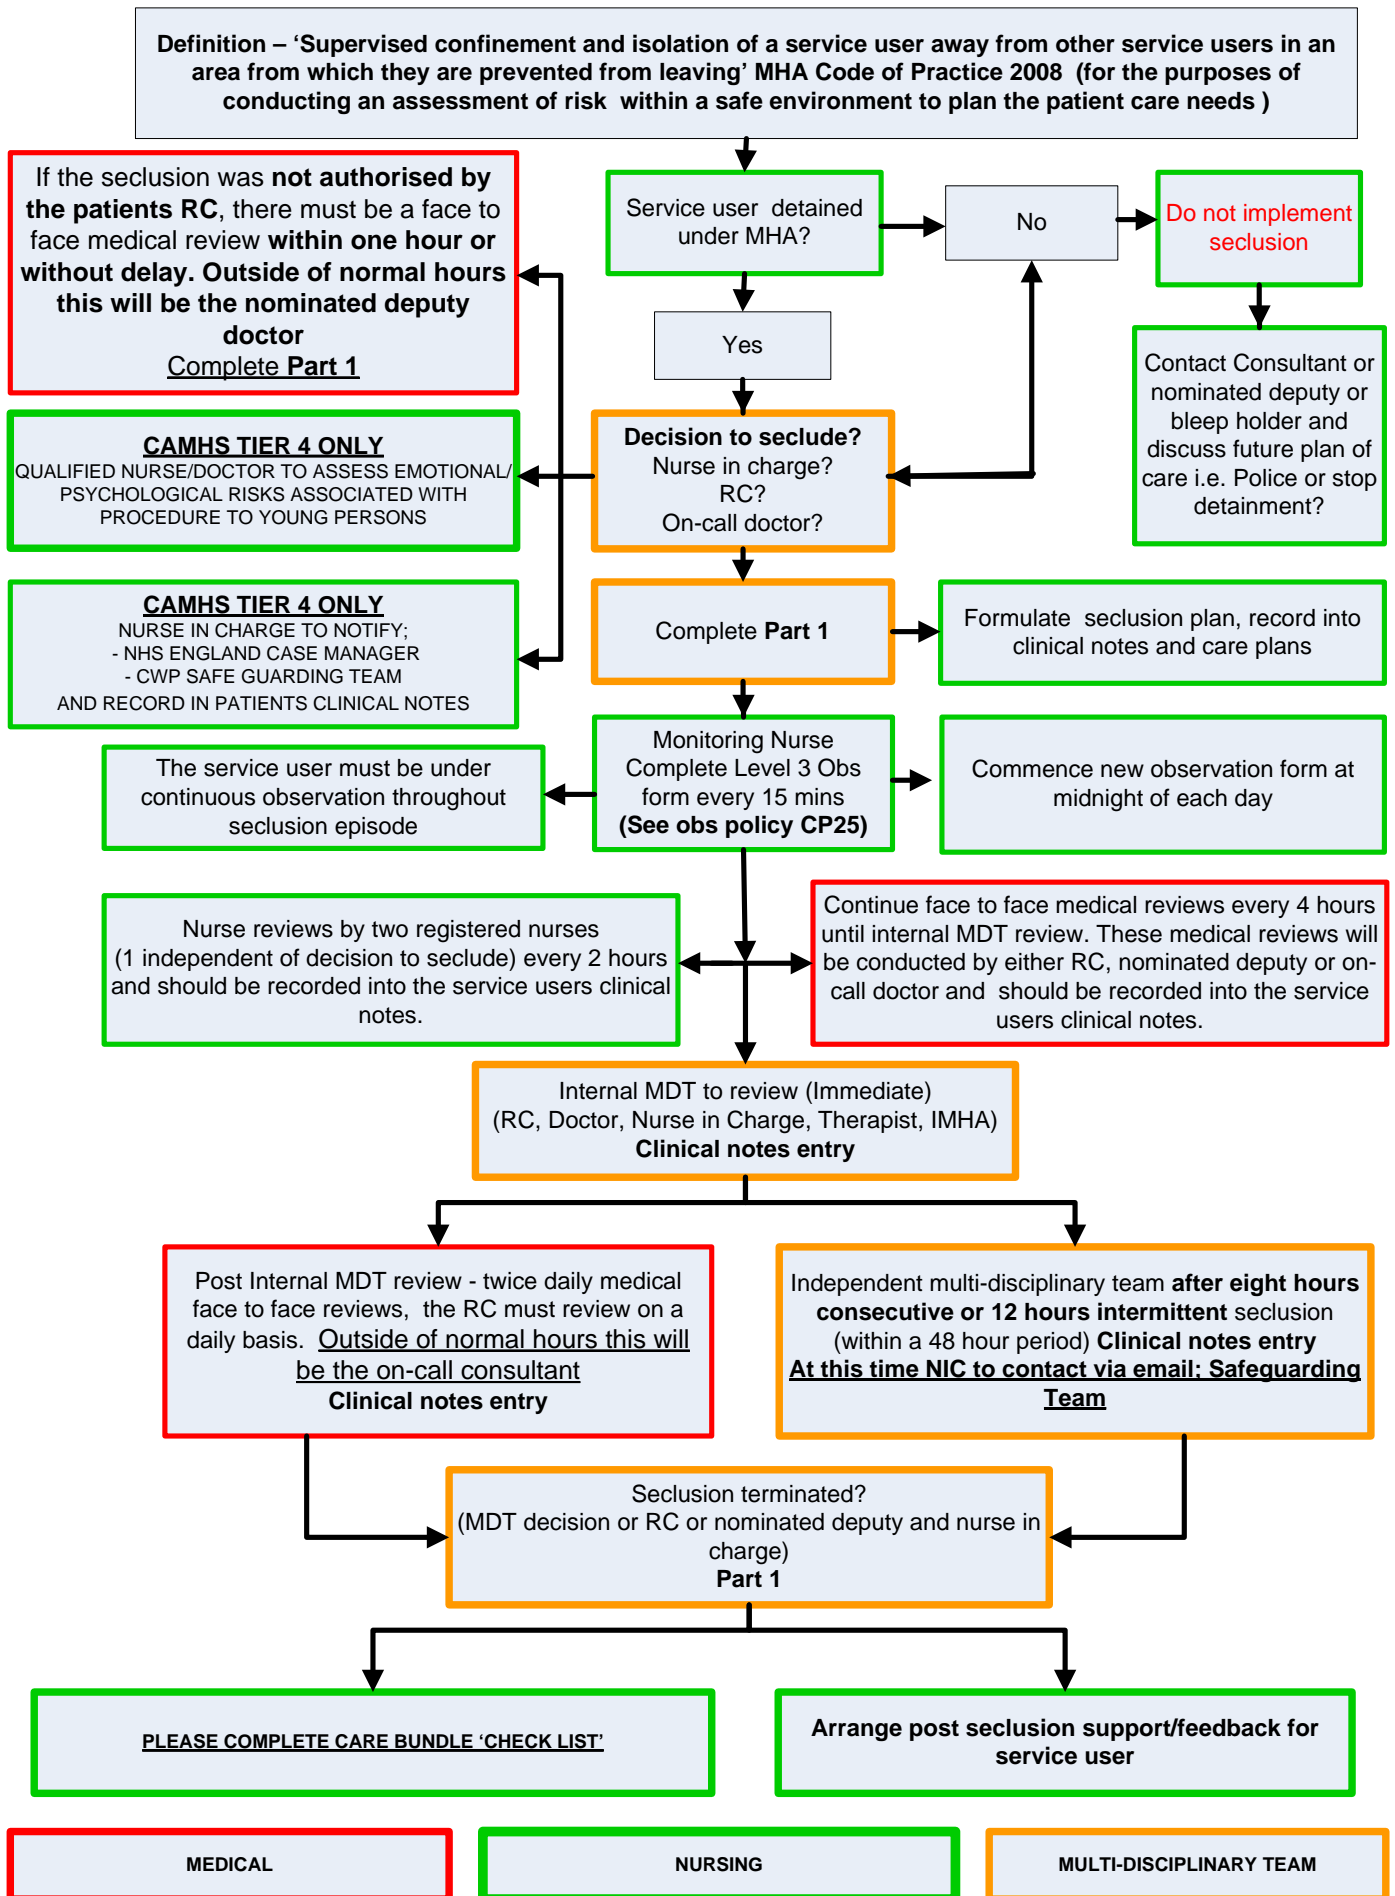 Definition – ‘Supervised confinement and isolation of a service user away from other service users in an
area from which they are prevented from leaving’ MHA Code of Practice 2008  (for the purposes of
conducting an assessment of risk  within a safe environment to plan the patient care needs )
If the seclusion was not authorised by
the patients RC, there must be a face to
face medical review within one hour or
without delay. Outside of normal hours
this will be the nominated deputy
doctor
Complete Part 1
Service user  detained
under MHA?
No
Do not implement
seclusion
Yes
Contact Consultant or
nominated deputy or
bleep holder and
discuss future plan of
care i.e. Police or stop
detainment?
CAMHS TIER 4 ONLY
QUALIFIED NURSE/DOCTOR TO ASSESS EMOTIONAL/
PSYCHOLOGICAL RISKS ASSOCIATED WITH
PROCEDURE TO YOUNG PERSONS
Decision to seclude?
Nurse in charge?
RC?
On-call doctor?
CAMHS TIER 4 ONLY
NURSE IN CHARGE TO NOTIFY;
- NHS ENGLAND CASE MANAGER
- CWP SAFE GUARDING TEAM
AND RECORD IN PATIENTS CLINICAL NOTES
Complete Part 1
Formulate  seclusion plan, record into
clinical notes and care plans
The service user must be under
continuous observation throughout
seclusion episode
Monitoring Nurse
Complete Level 3 Obs
form every 15 mins
(See obs policy CP25)
Commence new observation form at
midnight of each day
Nurse reviews by two registered nurses
(1 independent of decision to seclude) every 2 hours
and should be recorded into the service users clinical
notes.
Continue face to face medical reviews every 4 hours
until internal MDT review. These medical reviews will
be conducted by either RC, nominated deputy or on-
call doctor and  should be recorded into the service
users clinical notes.
Internal MDT to review (Immediate)
(RC, Doctor, Nurse in Charge, Therapist, IMHA)
Clinical notes entry
Post Internal MDT review - twice daily medical
face to face reviews,  the RC must review on a
daily basis.  Outside of normal hours this will
be the on-call consultant
Clinical notes entry
Independent multi-disciplinary team after eight hours
consecutive or 12 hours intermittent seclusion
(within a 48 hour period) Clinical notes entry
At this time NIC to contact via email; Safeguarding
Team
Seclusion terminated?
(MDT decision or RC or nominated deputy and nurse in
charge)
Part 1
PLEASE COMPLETE CARE BUNDLE ‘CHECK LIST’
Arrange post seclusion support/feedback for
service user
MEDICAL
NURSING
MULTI-DISCIPLINARY TEAM